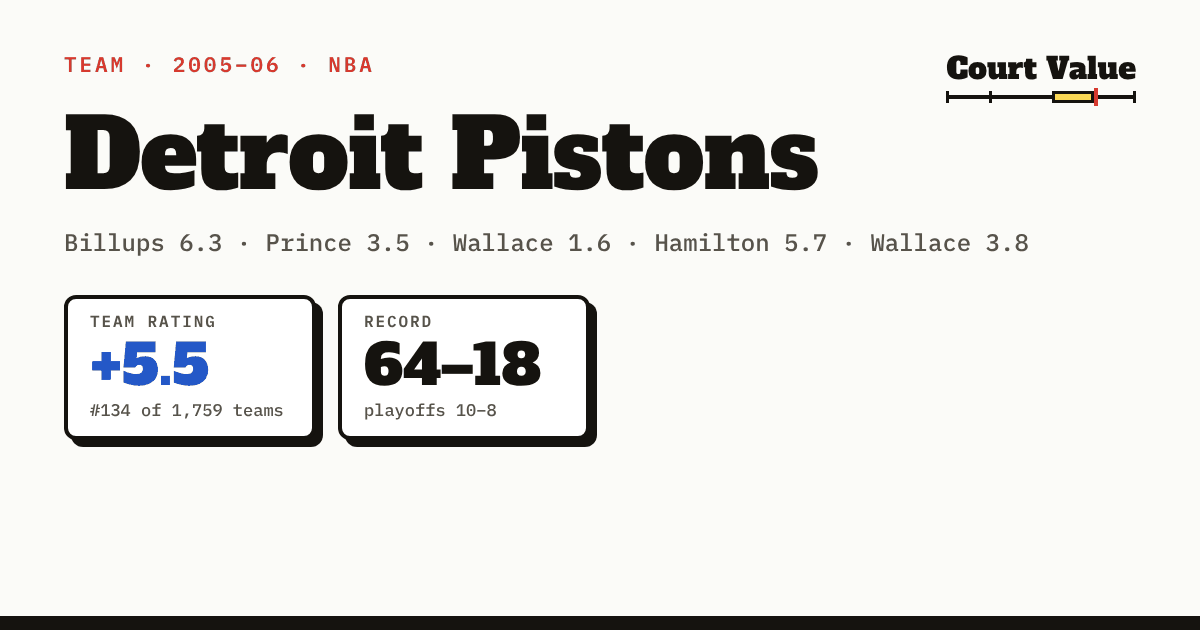 TEAM · 2005–06 · NBA
Court Value
Detroit Pistons
Billups 6.3 · Prince 3.5 · Wallace 1.6 · Hamilton 5.7 · Wallace 3.8
TEAM RATING
+5.5
#134 of 1,759 teams
RECORD
64–18
playoffs 10–8